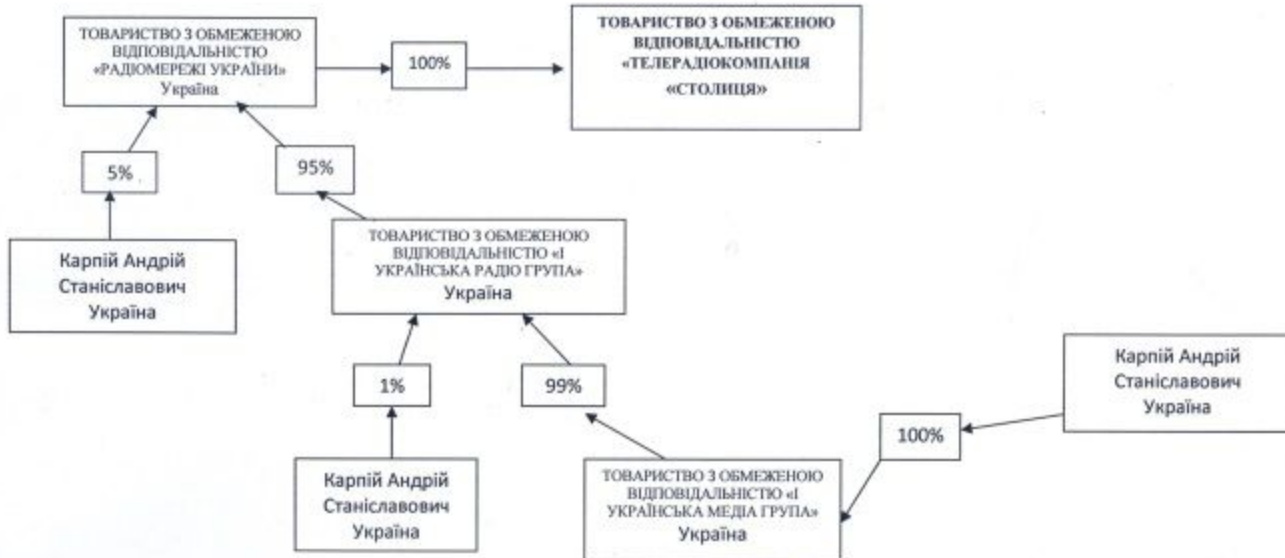 ТОВАРИСТВО З ОБМЕЖЕНОЮ
ВІДПОВІДАЛЬНІСТЮ
«РАДІОМЕРЕЖІ УКРАЇНИ»
Україна
100%
ТОВАРИСТВО З ОБМЕЖЕНОЮ
ВІДПОВІДАЛЬНІСТЮ
«ТЕЛЕРАДІОКОМПАНІЯ
«СТОЛИЦЯ»
5%
95%
Карпій Андрій
Станіславович
Україна
ТОВАРИСТВО З ОБМЕЖЕНОЮ
ВІДПОВІДАЛЬНІСТЮ «І
УКРАЇНСЬКА РАДІО ГРУПА»
Україна
1%
99%
100%
Карпій Андрій
Станіславович
Україна
Карпій Андрій
Станіславович
Україна
ТОВАРИСТВО З ОБМЕЖЕНОЮ
ВІДПОВІДАЛЬНІСТЮ «І
УКРАЇНСЬКА МЕДІА ГРУПА»
Україна